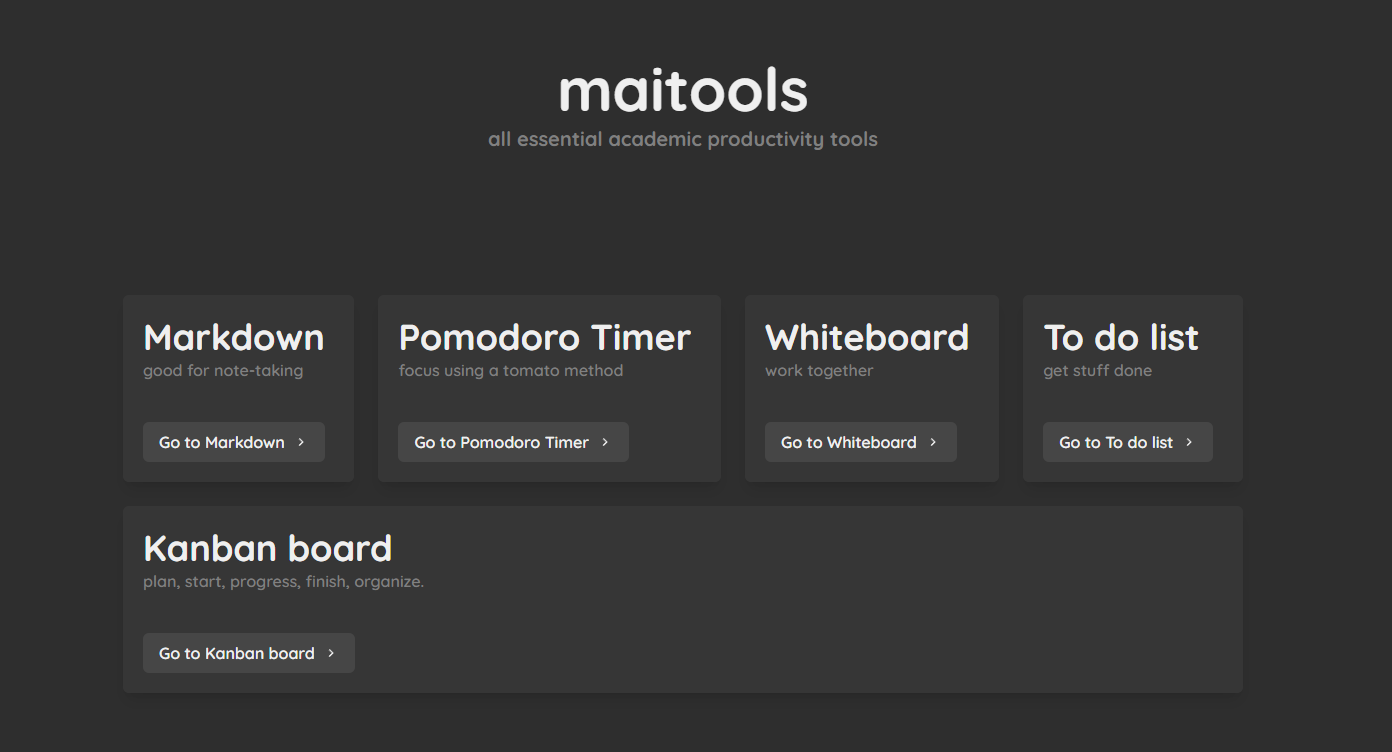 maitools
all essential academic productivity tools
Markdown
good for note-taking
Go to Markdown
Pomodoro Timer
focus using a tomato method
Go to Pomodoro Timer
Whiteboard
work together
Go to Whiteboard
To do list
get stuff done
Go to To do list
Kanban board
plan, start, progress, finish, organize.
Go to Kanban board